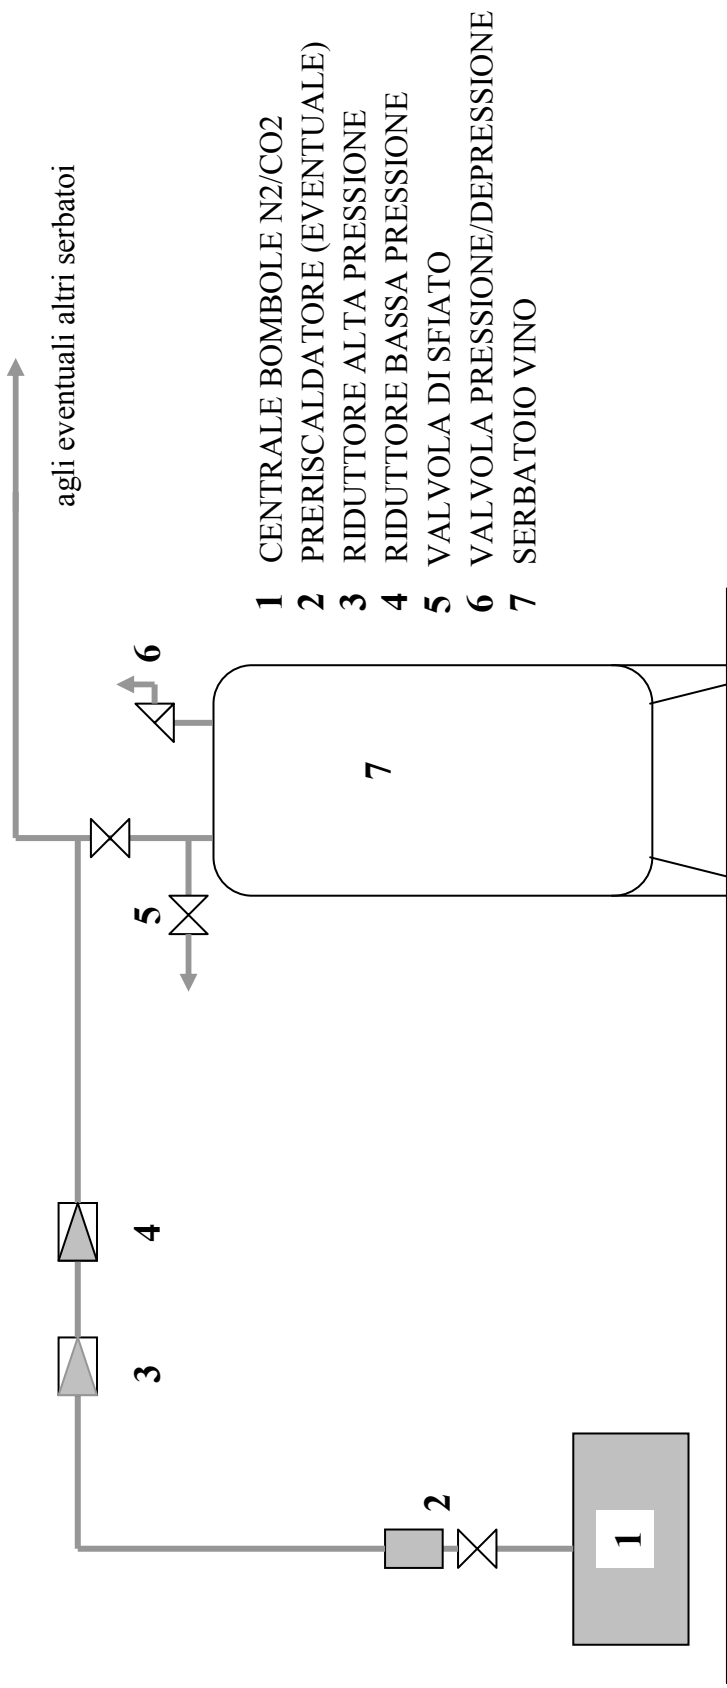 agli eventuali altri serbatoi
1 CENTRALE BOMBOLE N2/CO2
2 PRERISCALDATORE (EVENTUALE)
3 RIDUTTORE ALTA PRESSIONE
4 RIDUTTORE BASSA PRESSIONE
5 VALVOLA DI SFIATO
6 VALVOLA PRESSIONE/DEPRESSIONE
7 SERBATOIO VINO
6
5
7
4
3
2
1